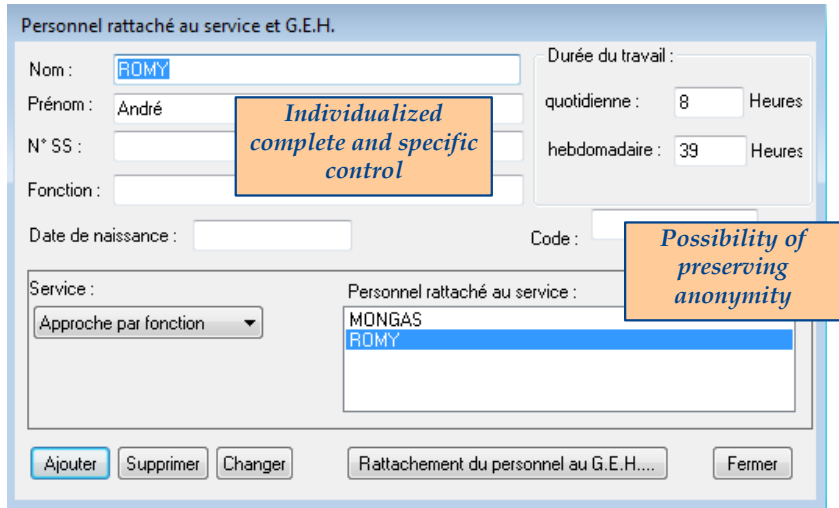 Personnel rattaché au service et G.E.H.
Nom :
ROMY
Prénom :
André
N° SS :
Fonction :
Individualized
complete and specific
control
Durée du travail :
quotidienne :
8
Heures
hebdomadaire :
39
Heures
Date de naissance :
Code :
Possibility of
preserving
anonymity
Service :
Approche par fonction
Personnel rattaché au service :
MONGAS
ROMY
Ajouter
Supprimer
Changer
Rattachement du personnel au G.E.H....
Fermer